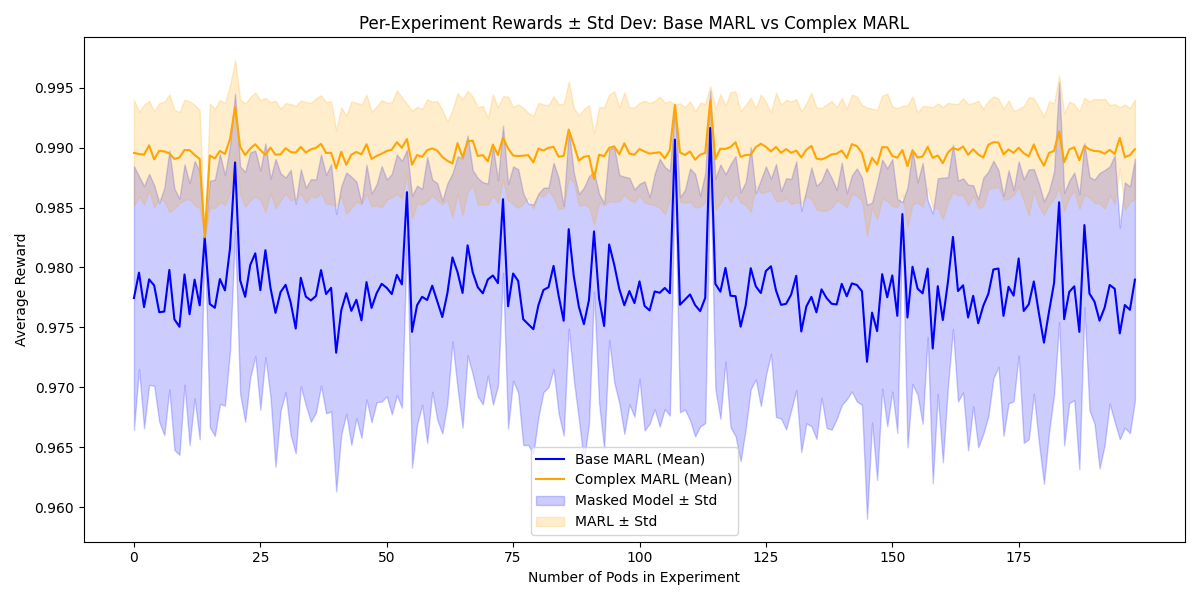 Per-Experiment Rewards ± Std Dev: Base MARL vs Complex MARL
Average Reward
0.995
0.990
0.985
0.980
0.975
0.970
0.965
0.960
Base MARL (Mean)
Complex MARL (Mean)
Masked Model ± Std
MARL ± Std
0 25 50 75 100 125 150 175
Number of Pods in Experiment